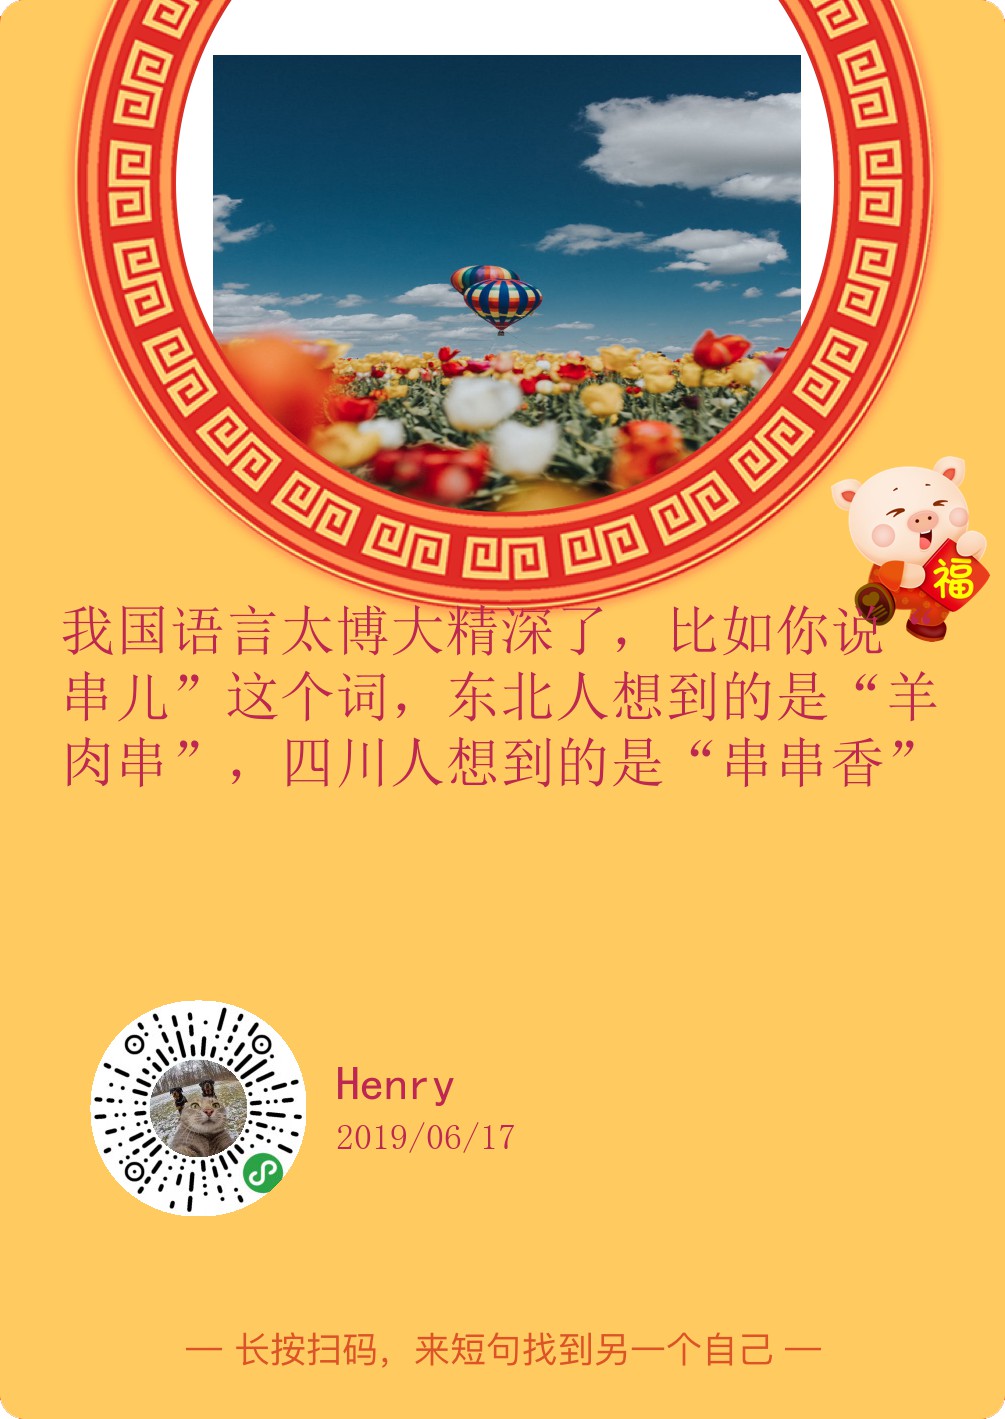 福
我国语言太博大精深了，比如你说“
串儿”这个词，东北人想到的是“羊
肉串”，四川人想到的是“串串香”
Henry
2019/06/17
— 长按扫码，来短句找到另一个自己 —